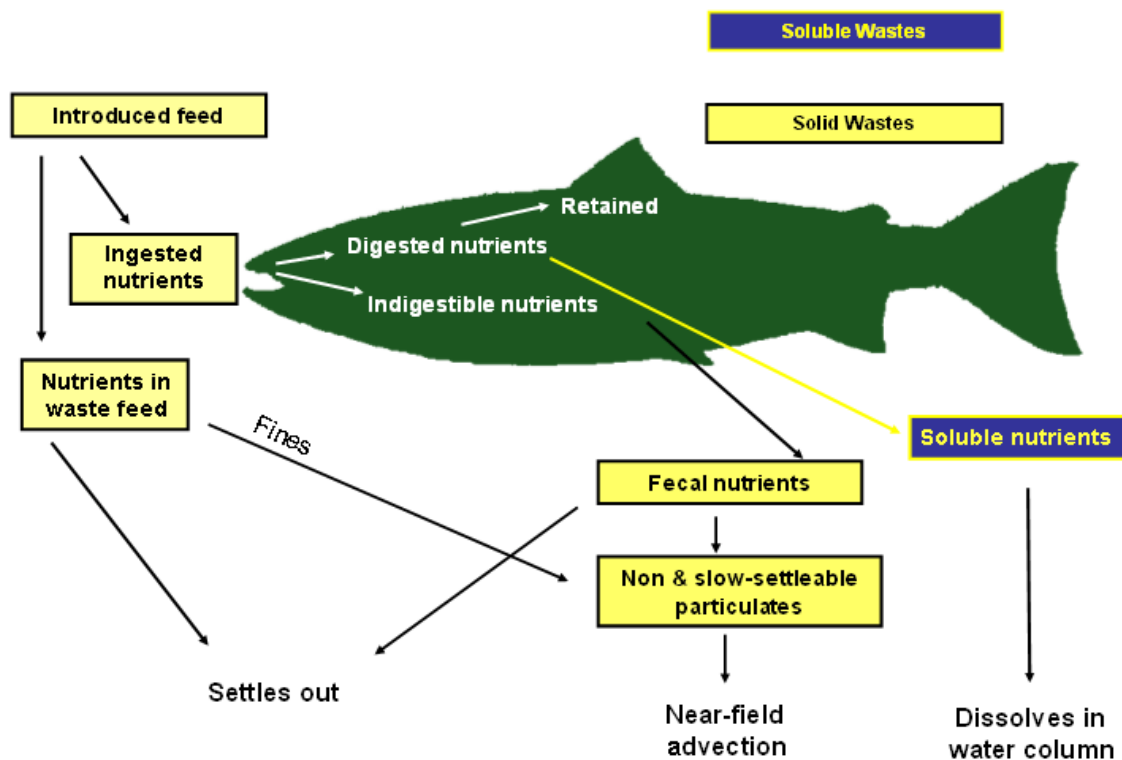 Soluble Wastes
Solid Wastes
Introduced feed
Retained
Digested nutrients
Ingested
nutrients
Indigestible nutrients
Nutrients in
waste feed
Fines
Soluble nutrients
Fecal nutrients
Non & slow-settleable
particulates
Settles out
Near-field
advection
Dissolves in
water column